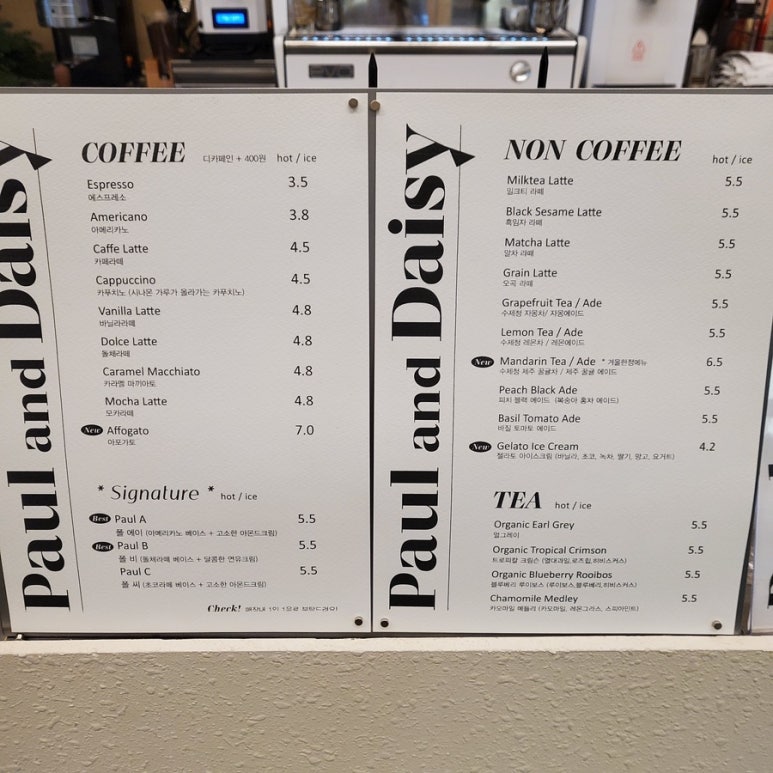 Paul and Daisy
COFFEE 디카페인 + 400원 hot / ice
Espresso 3.5
에스프레소
Americano 3.8
아메리카노
Caffe Latte 4.5
카페라떼
Cappuccino 4.5
카푸치노 (시나몬 가루가 올라가는 카푸치노)
Vanilla Latte 4.8
바닐라라떼
Dolce Latte 4.8
돌체라떼
Caramel Macchiato 4.8
카라멜 마끼아또
Mocha Latte 4.8
모카라떼
New Affogato 7.0
아포가토
* Signature * hot / ice
Best Paul A 5.5
폴 에이 (아메리카노 베이스 + 고소한 아몬드크림)
Best Paul B 5.5
폴 비 (돌체라떼 베이스 + 달콤한 연유크림)
Paul C 5.5
폴 씨 (초코라떼 베이스 + 고소한 아몬드크림)
Check! 매장내 1인 1음료 부탁드려요!
Paul and Daisy
NON COFFEE hot / ice
Milktea Latte 5.5
밀크티 라떼
Black Sesame Latte 5.5
흑임자 라떼
Matcha Latte 5.5
말차 라떼
Grain Latte 5.5
오곡 라떼
Grapefruit Tea / Ade 5.5
수제청 자몽차/ 자몽에이드
Lemon Tea / Ade 5.5
수제청 레몬차 / 레몬에이드
New Mandarin Tea / Ade * 겨울한정메뉴 6.5
수제청 제주 꿀귤차 / 제주 꿀귤 에이드
Peach Black Ade 5.5
피치 블랙 에이드 (복숭아 홍차 에이드)
Basil Tomato Ade 5.5
바질 토마토 에이드
New Gelato Ice Cream 4.2
젤라또 아이스크림 (바닐라, 초코, 녹차, 딸기, 망고, 요거트)
TEA hot / ice
Organic Earl Grey 5.5
얼그레이
Organic Tropical Crimson 5.5
트로피칼 크림슨 (열대과일,로즈힙,히비스커스)
Organic Blueberry Rooibos 5.5
블루베리 루이보스 (루이보스,블루베리,히비스커스)
Chamomile Medley 5.5
카모마일 메들리 (카모마일, 레몬그라스, 스피아민트)